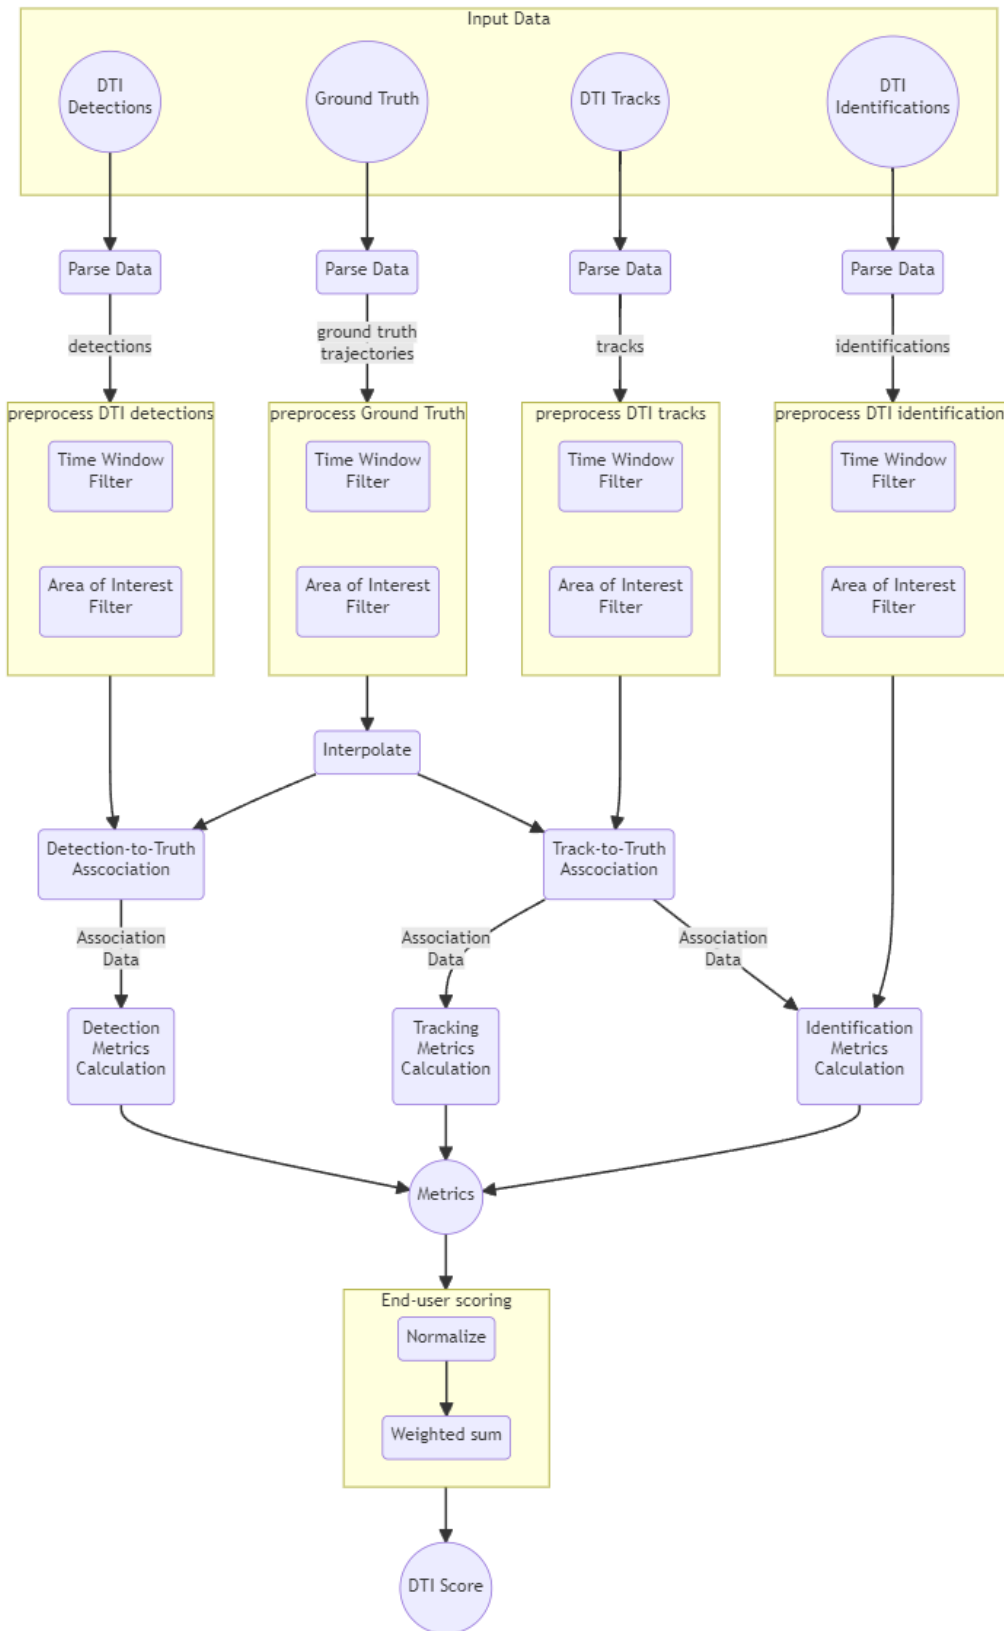 Input Data
DTI
Detections
Ground Truth
DTI Tracks
DTI
Identifications
Parse Data
Parse Data
Parse Data
Parse Data
detections
ground truth
trajectories
tracks
identifications
preprocess DTI detections
preprocess Ground Truth
preprocess DTI tracks
preprocess DTI identification
Time Window
Filter
Time Window
Filter
Time Window
Filter
Time Window
Filter
Area of Interest
Filter
Area of Interest
Filter
Area of Interest
Filter
Area of Interest
Filter
Interpolate
Detection-to-Truth
Asscociation
Track-to-Truth
Asscociation
Association
Data
Association
Data
Association
Data
Detection
Metrics
Calculation
Tracking
Metrics
Calculation
Identification
Metrics
Calculation
Metrics
End-user scoring
Normalize
Weighted sum
DTI Score